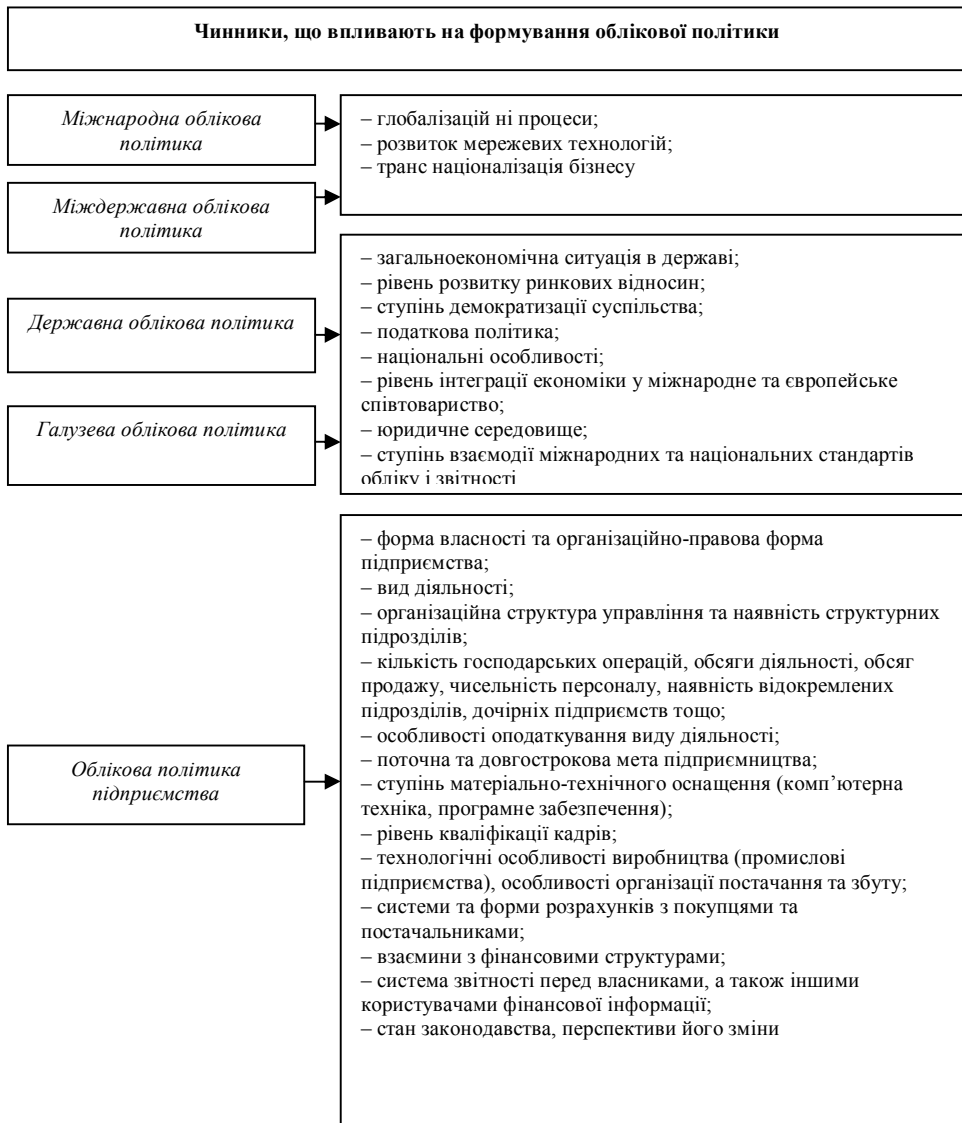 Чинники, що впливають на формування облікової політики
Міжнародна облікова
політика
– глобалізацій ні процеси;
– розвиток мережевих технологій;
– транс націоналізація бізнесу
Міждержавна облікова
політика
Державна облікова політика
– загальноекономічна ситуація в державі;
– рівень розвитку ринкових відносин;
– ступінь демократизації суспільства;
– податкова політика;
– національні особливості;
– рівень інтеграції економіки у міжнародне та європейське
співтовариство;
– юридичне середовище;
– ступінь взаємодії міжнародних та національних стандартів
обліку і звітності
Галузева облікова політика
Облікова політика
підприємства
– форма власності та організаційно-правова форма
підприємства;
– вид діяльності;
– організаційна структура управління та наявність структурних
підрозділів;
– кількість господарських операцій, обсяги діяльності, обсяг
продажу, чисельність персоналу, наявність відокремлених
підрозділів, дочірніх підприємств тощо;
– особливості оподаткування виду діяльності;
– поточна та довгострокова мета підприємництва;
– ступінь матеріально-технічного оснащення (комп’ютерна
техніка, програмне забезпечення);
– рівень кваліфікації кадрів;
– технологічні особливості виробництва (промислові
підприємства), особливості організації постачання та збуту;
– системи та форми розрахунків з покупцями та
постачальниками;
– взаємини з фінансовими структурами;
– система звітності перед власниками, а також іншими
користувачами фінансової інформації;
– стан законодавства, перспективи його зміни